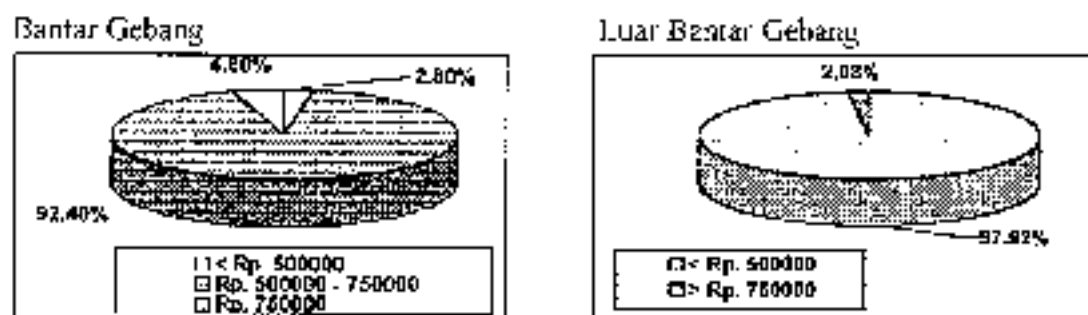 Bantar Gebang
4.80%
2.80%
92.40%
< Rp. 500000
Rp. 500000 - 750000
Rp. 750000
Luar Bantar Gebang
2,08%
97.92%
< Rp. 500000
> Rp. 750000